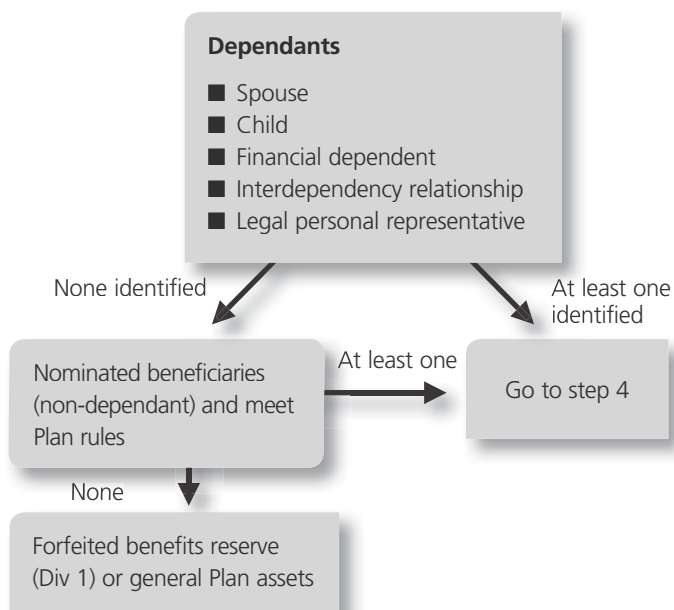 Dependants
■ Spouse
■ Child
■ Financial dependent
■ Interdependency relationship
■ Legal personal representative
None identified
At least one
identified
Nominated beneficiaries
(non-dependant) and meet
Plan rules
At least one
Go to step 4
None
Forfeited benefits reserve
(Div 1) or general Plan assets